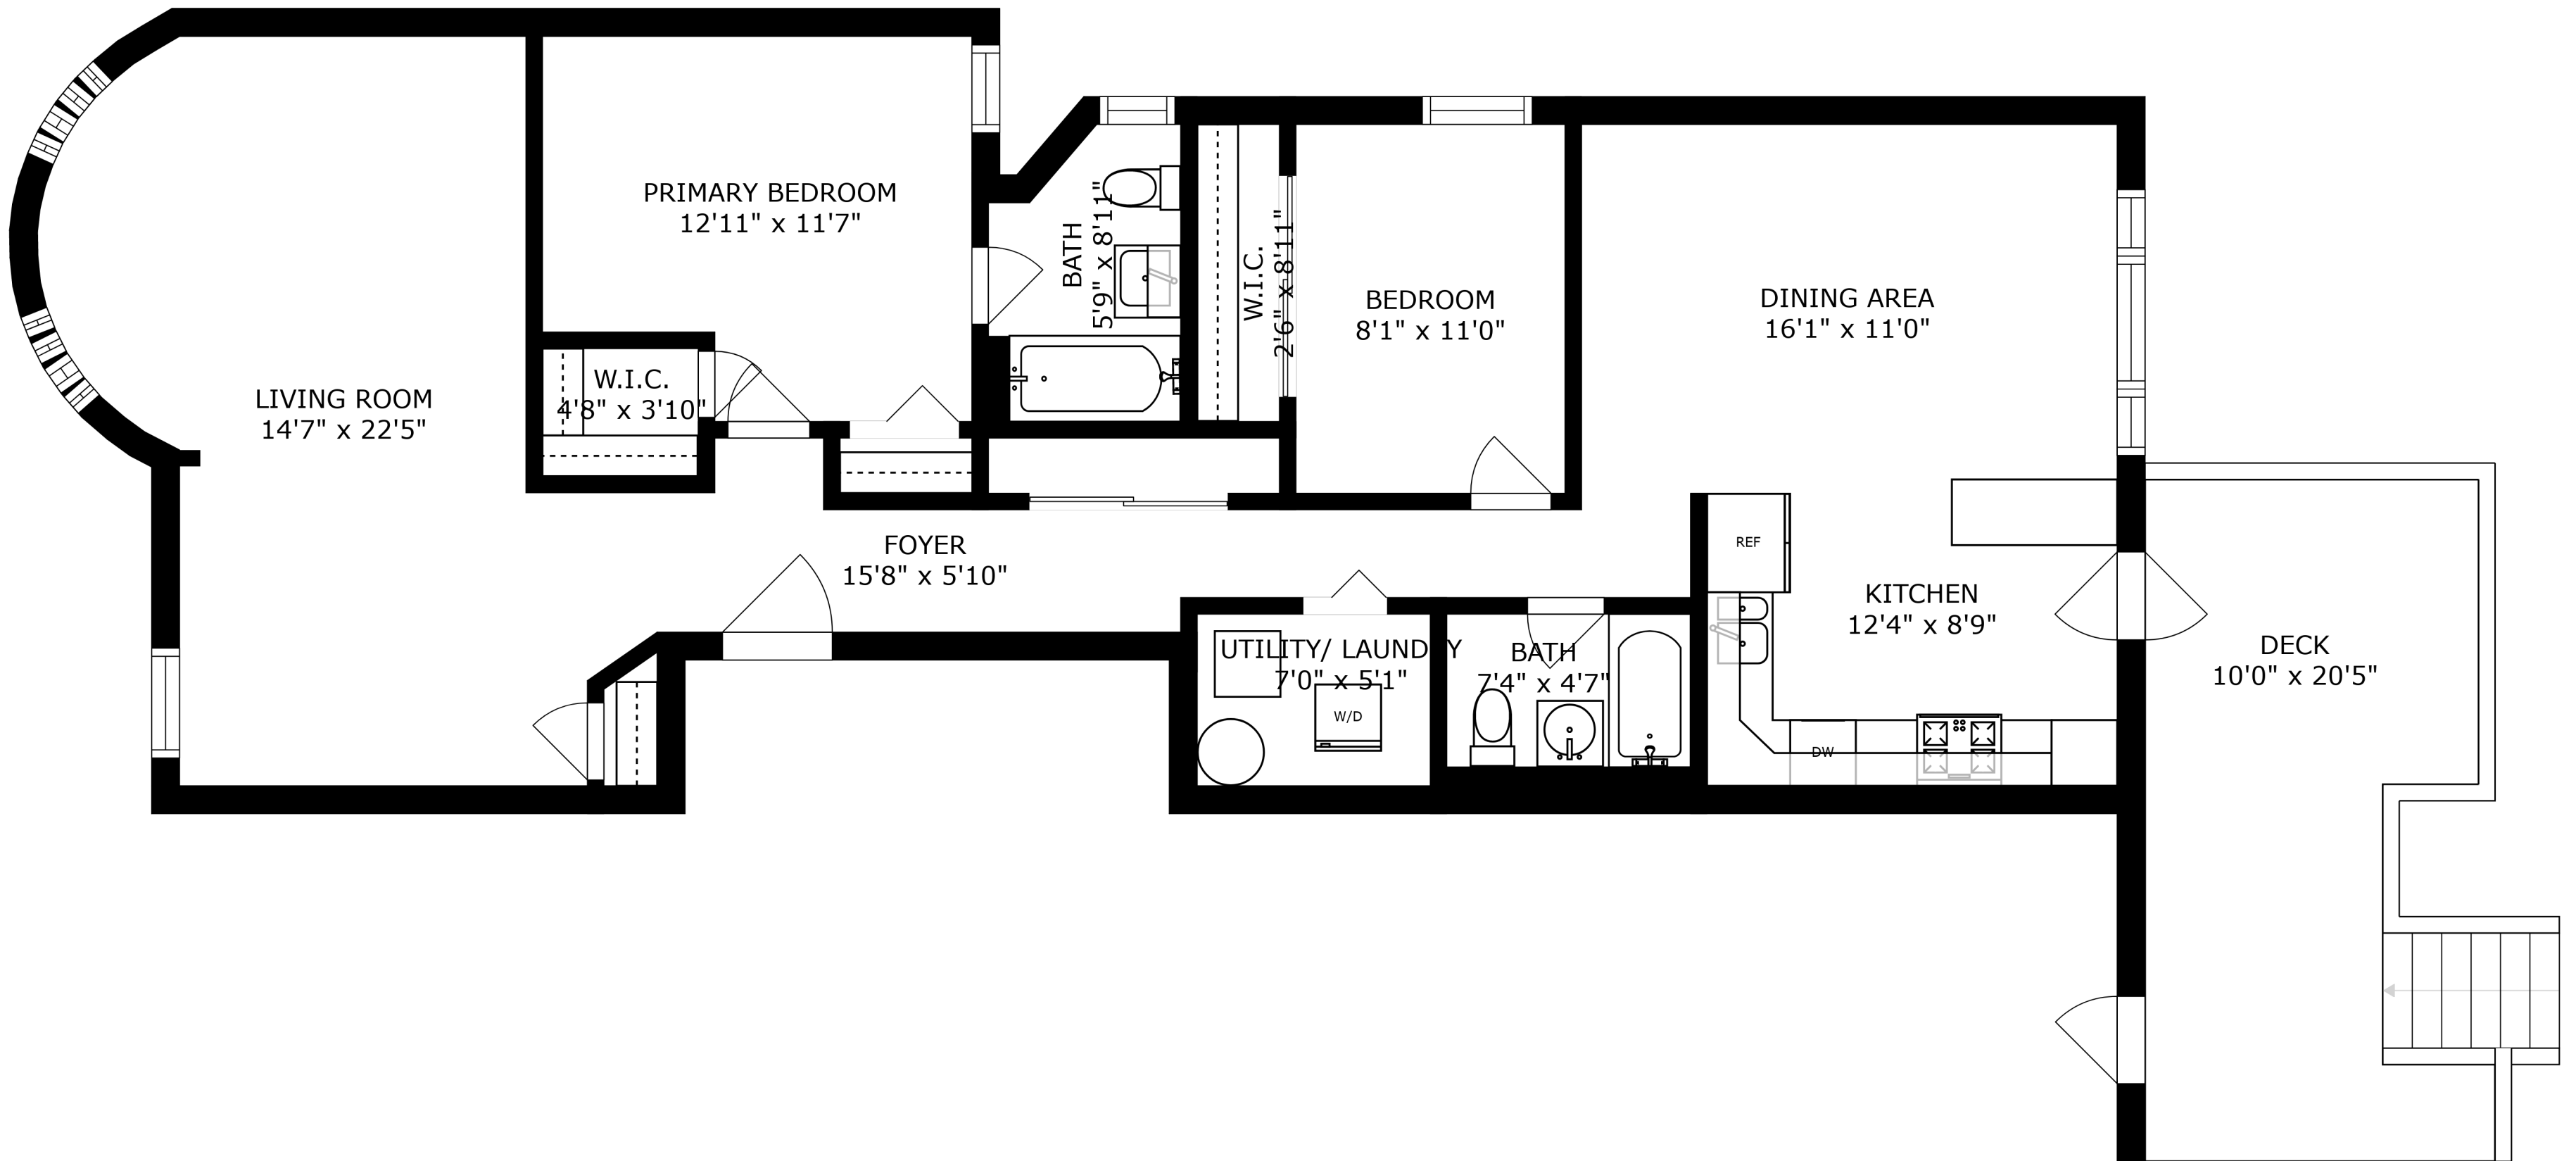 PRIMARY BEDROOM
12'11" x 11'7"
BATH
5'9" x 8'11"
W.I.C.
2'6" x 8'11"
BEDROOM
8'1" x 11'0"
DINING AREA
16'1" x 11'0"
W.I.C.
4'8" x 3'10"
LIVING ROOM
14'7" x 22'5"
FOYER
15'8" x 5'10"
REF
KITCHEN
12'4" x 8'9"
UTILITY/ LAUNDRY
7'0" x 5'1"
W/D
BATH
7'4" x 4'7"
DW
DECK
10'0" x 20'5"